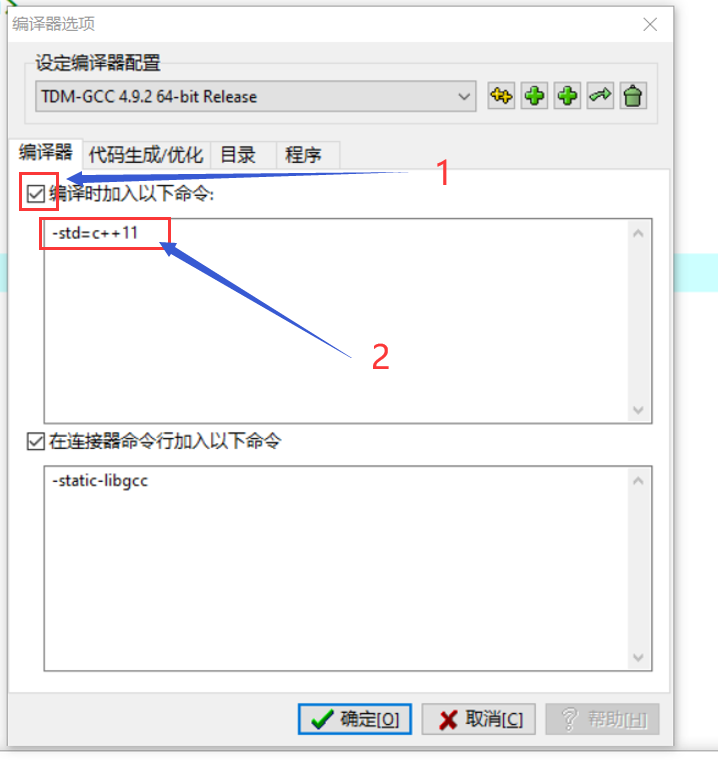 编译器选项
设定编译器配置
TDM-GCC 4.9.2 64-bit Release
编译器 代码生成/优化 目录 程序
1
编译时加入以下命令:
-std=c++11
2
在连接器命令行加入以下命令
-static-libgcc
确定[O] 取消[C] 帮助[H]